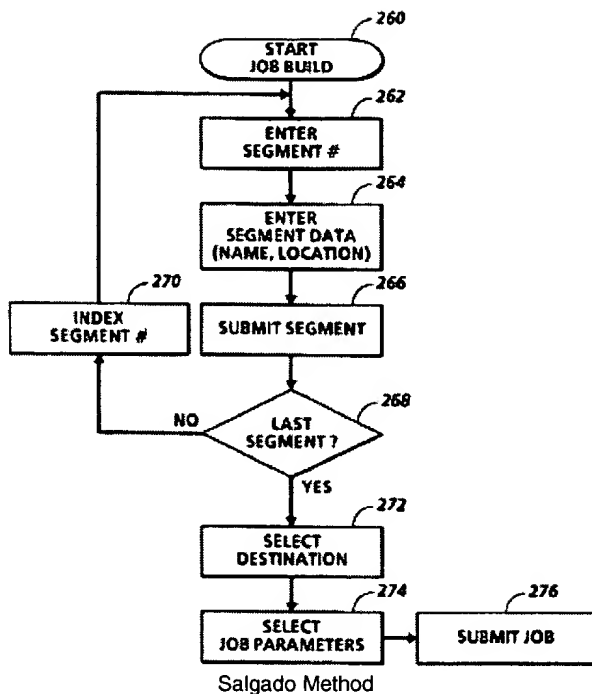 260
START
JOB BUILD
262
ENTER
SEGMENT #
264
ENTER
SEGMENT DATA
(NAME, LOCATION)
270
INDEX
SEGMENT #
266
SUBMIT SEGMENT
268
LAST
SEGMENT ?
NO
YES
272
SELECT
DESTINATION
274
SELECT
JOB PARAMETERS
276
SUBMIT JOB
Salgado Method